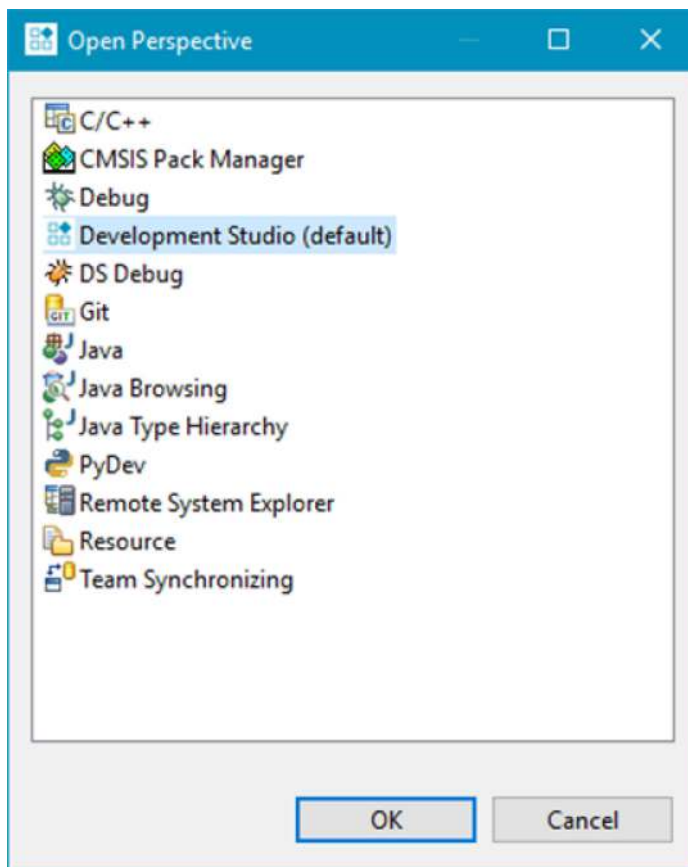 Open Perspective
C/C++
CMSIS Pack Manager
Debug
Development Studio (default)
DS Debug
GIT Git
Java
Java Browsing
Java Type Hierarchy
PyDev
Remote System Explorer
Resource
Team Synchronizing
OK Cancel